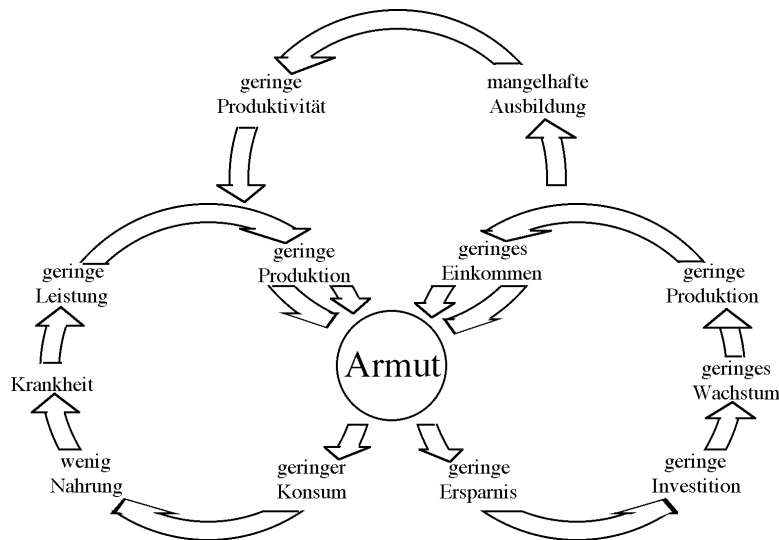 geringe
Produktivität
mangelhafte
Ausbildung
geringe
Produktion
geringes
Einkommen
geringe
Leistung
geringe
Produktion
Armut
Krankheit
geringes
Wachstum
wenig
Nahrung
geringer
Konsum
geringe
Ersparnis
geringe
Investition